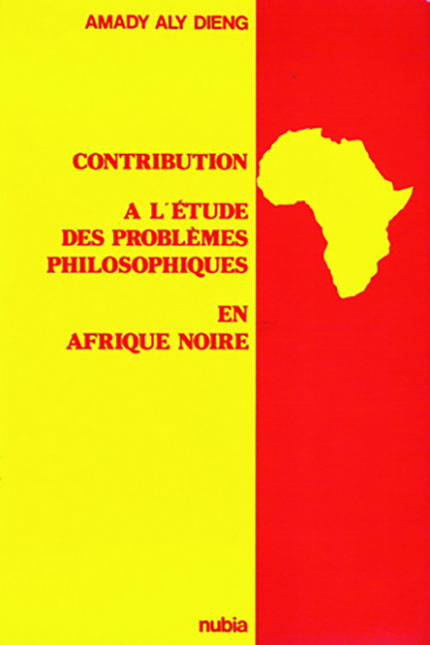 AMADY ALY DIENG
CONTRIBUTION
A L'ÉTUDE
DES PROBLÈMES
PHILOSOPHIQUES
EN
AFRIQUE NOIRE
nubia